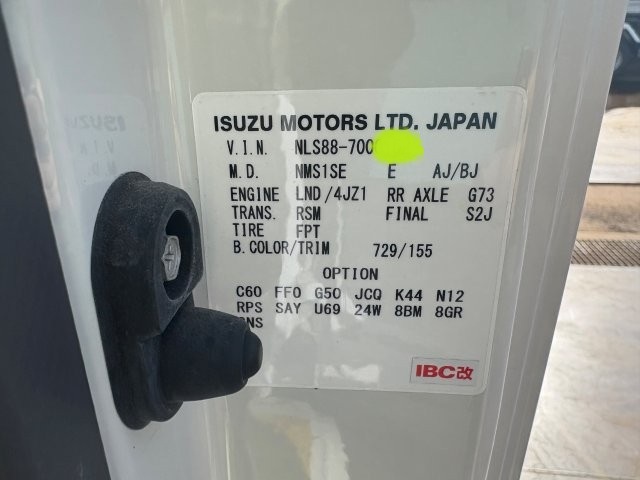 ISUZU MOTORS LTD. JAPAN
V.I.N. NLS88-700
M.D. NMS1SE E AJ/BJ
ENGINE LND/4JZ1 RR AXLE G73
TRANS. RSM FINAL S2J
TIRE FPT
B.COLOR/TRIM 729/155
OPTION
C60 FF0 G50 JCQ K44 N12
RPS SAY U69 24W 8BM 8GR
IBC改